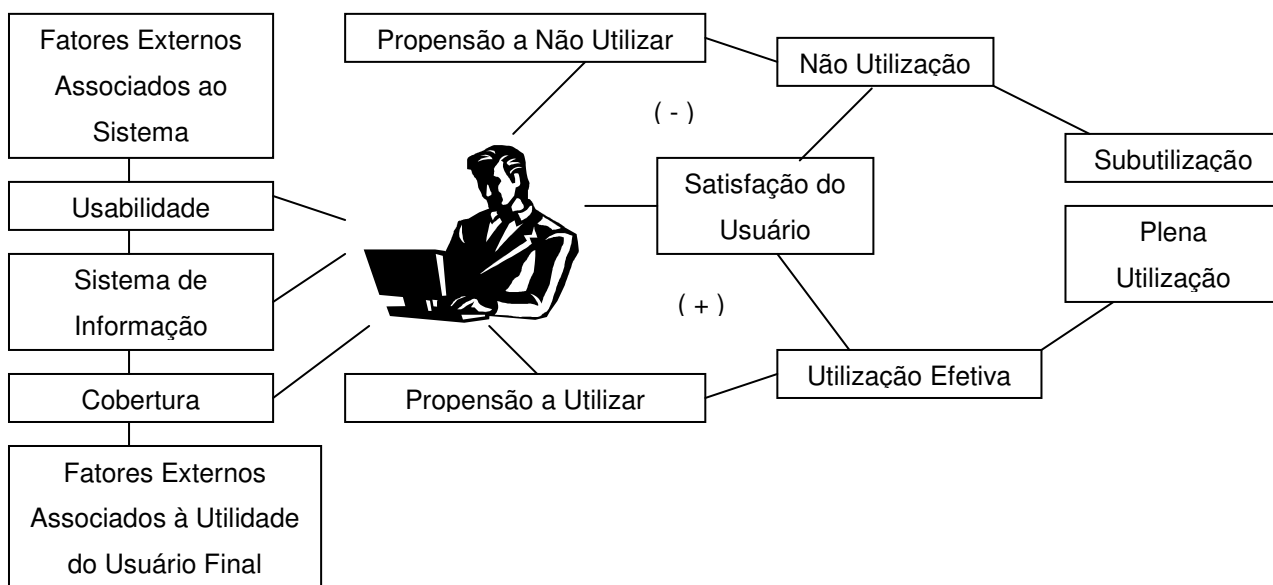 Fatores Externos
Associados ao
Sistema
Usabilidade
Sistema de
Informação
Cobertura
Fatores Externos
Associados à Utilidade
do Usuário Final
Propensão a Não Utilizar
( - )
Satisfação do
Usuário
( + )
Propensão a Utilizar
Não Utilização
Utilização Efetiva
Subutilização
Plena
Utilização